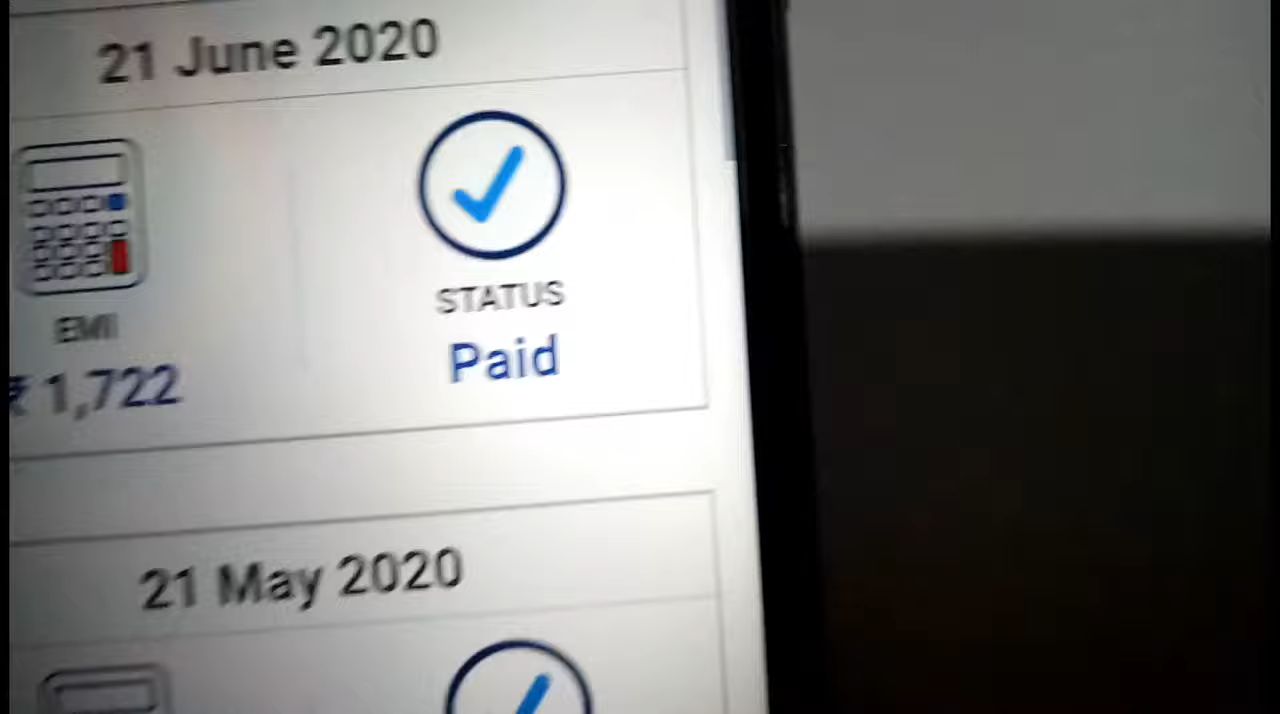 21 June 2020
EMI
₹ 1,722
STATUS
Paid
21 May 2020